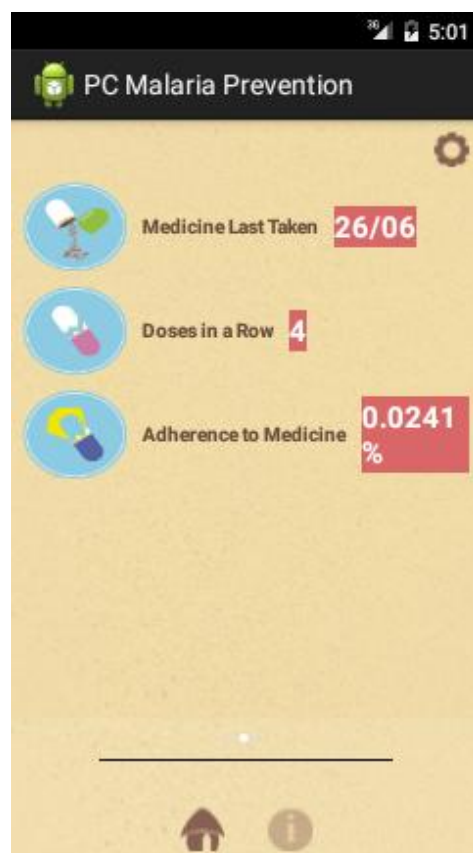 36 5:01
PC Malaria Prevention
Medicine Last Taken 26/06
Doses in a Row 4
Adherence to Medicine 0.0241
%